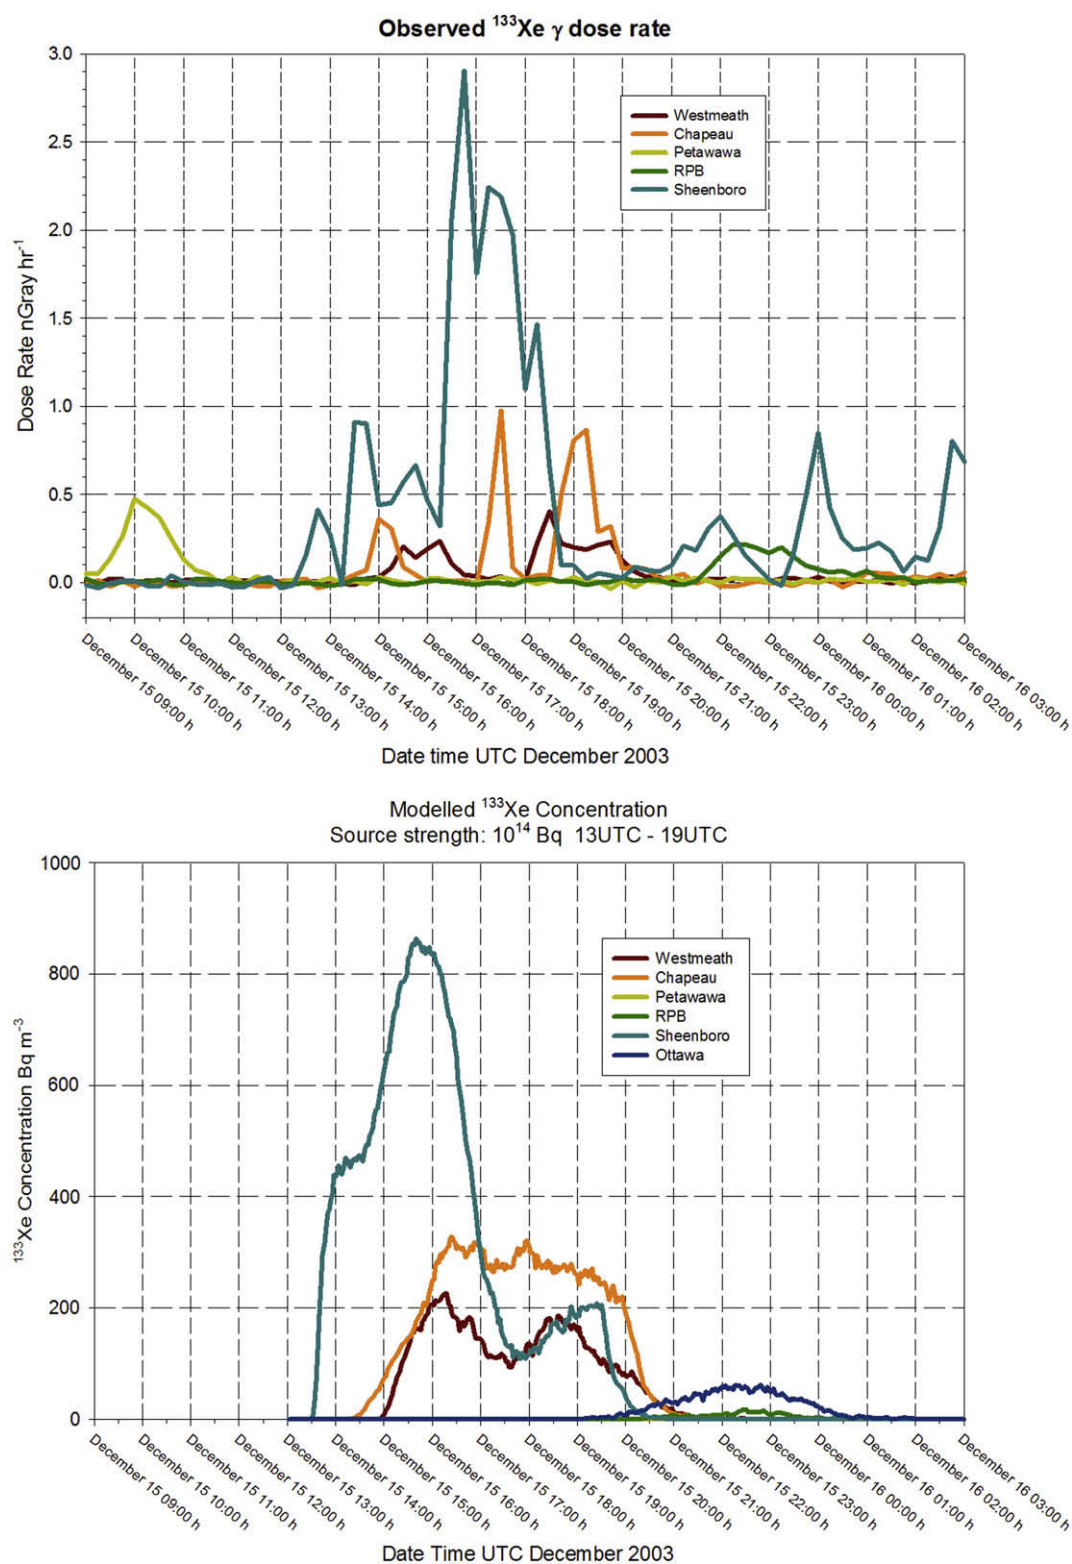 Observed ¹³³Xe γ dose rate
3.0
2.5
2.0
1.5
1.0
0.5
0.0
Dose Rate nGray hr⁻¹
Westmeath
Chapeau
Petawawa
RPB
Sheenboro
December 15 09:00 h
December 15 10:00 h
December 15 11:00 h
December 15 12:00 h
December 15 13:00 h
December 15 14:00 h
December 15 15:00 h
December 15 16:00 h
December 15 17:00 h
December 15 18:00 h
December 15 19:00 h
December 15 20:00 h
December 15 21:00 h
December 15 22:00 h
December 15 23:00 h
December 16 00:00 h
December 16 01:00 h
December 16 02:00 h
December 16 03:00 h
Date time UTC December 2003
Modelled ¹³³Xe Concentration
Source strength: 10¹⁴ Bq 13UTC - 19UTC
1000
800
600
400
200
0
¹³³Xe Concentration Bq m⁻³
Westmeath
Chapeau
Petawawa
RPB
Sheenboro
Ottawa
December 15 09:00 h
December 15 10:00 h
December 15 11:00 h
December 15 12:00 h
December 15 13:00 h
December 15 14:00 h
December 15 15:00 h
December 15 16:00 h
December 15 17:00 h
December 15 18:00 h
December 15 19:00 h
December 15 20:00 h
December 15 21:00 h
December 15 22:00 h
December 15 23:00 h
December 16 00:00 h
December 16 01:00 h
December 16 02:00 h
December 16 03:00 h
Date Time UTC December 2003